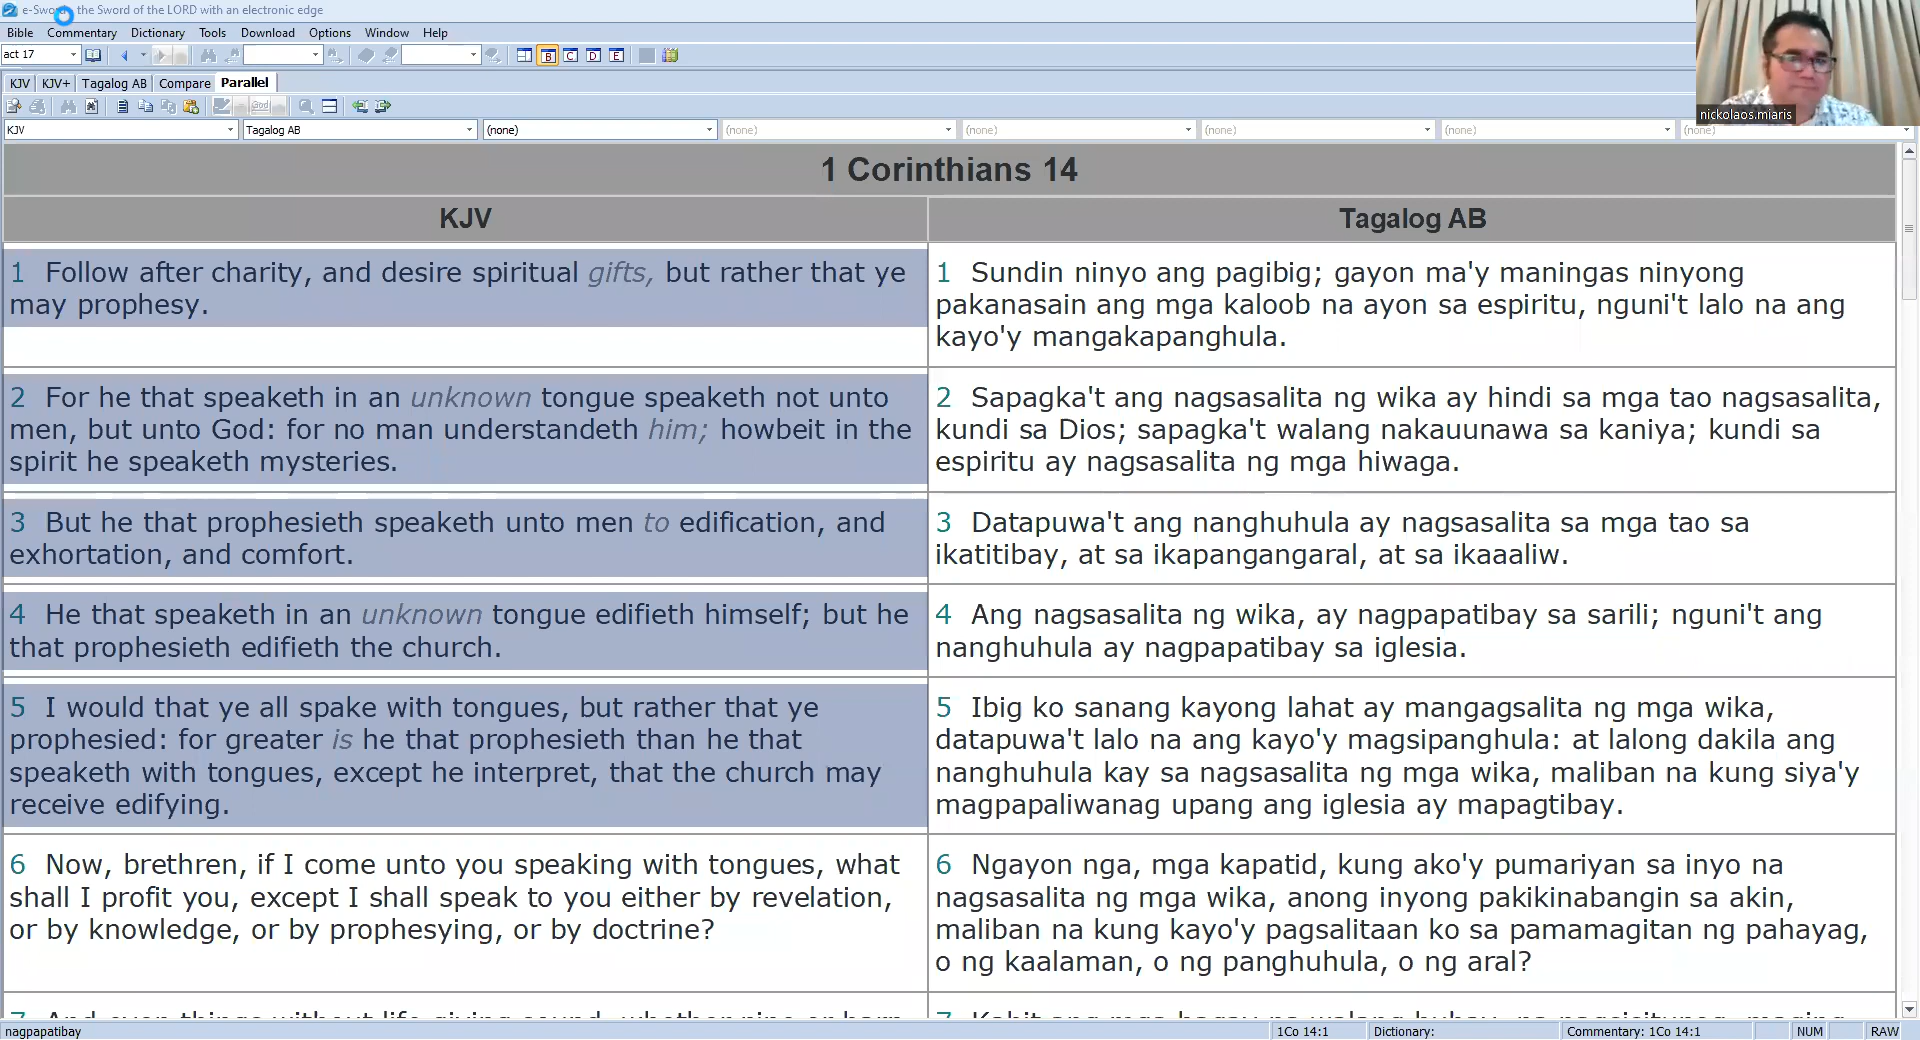 e-Sword - the Sword of the LORD with an electronic edge
Bible Commentary Dictionary Tools Download Options Window Help
act 17
B C D E
KJV KJV+ Tagalog AB Compare Parallel
KJV Tagalog AB (none) (none) (none) (none) (none) (none)
nickolaos.miaris
1 Corinthians 14
KJV
Tagalog AB
1 Follow after charity, and desire spiritual gifts, but rather that ye
may prophesy.
1 Sundin ninyo ang pagibig; gayon ma'y maningas ninyong
pakanasain ang mga kaloob na ayon sa espiritu, nguni't lalo na ang
kayo'y mangakapanghula.
2 For he that speaketh in an unknown tongue speaketh not unto
men, but unto God: for no man understandeth him; howbeit in the
spirit he speaketh mysteries.
2 Sapagka't ang nagsasalita ng wika ay hindi sa mga tao nagsasalita,
kundi sa Dios; sapagka't walang nakauunawa sa kaniya; kundi sa
espiritu ay nagsasalita ng mga hiwaga.
3 But he that prophesieth speaketh unto men to edification, and
exhortation, and comfort.
3 Datapuwa't ang nanghuhula ay nagsasalita sa mga tao sa
ikatitibay, at sa ikapangangaral, at sa ikaaaliw.
4 He that speaketh in an unknown tongue edifieth himself; but he
that prophesieth edifieth the church.
4 Ang nagsasalita ng wika, ay nagpapatibay sa sarili; nguni't ang
nanghuhula ay nagpapatibay sa iglesia.
5 I would that ye all spake with tongues, but rather that ye
prophesied: for greater is he that prophesieth than he that
speaketh with tongues, except he interpret, that the church may
receive edifying.
5 Ibig ko sanang kayong lahat ay mangagsalita ng mga wika,
datapuwa't lalo na ang kayo'y magsipanghula: at lalong dakila ang
nanghuhula kay sa nagsasalita ng mga wika, maliban na kung siya'y
magpapaliwanag upang ang iglesia ay mapagtibay.
6 Now, brethren, if I come unto you speaking with tongues, what
shall I profit you, except I shall speak to you either by revelation,
or by knowledge, or by prophesying, or by doctrine?
6 Ngayon nga, mga kapatid, kung ako'y pumariyan sa inyo na
nagsasalita ng mga wika, anong inyong pakikinabangin sa akin,
maliban na kung kayo'y pagsalitaan ko sa pamamagitan ng pahayag,
o ng kaalaman, o ng panghuhula, o ng aral?
nagpapatibay
1Co 14:1 Dictionary: Commentary: 1Co 14:1 NUM RAW